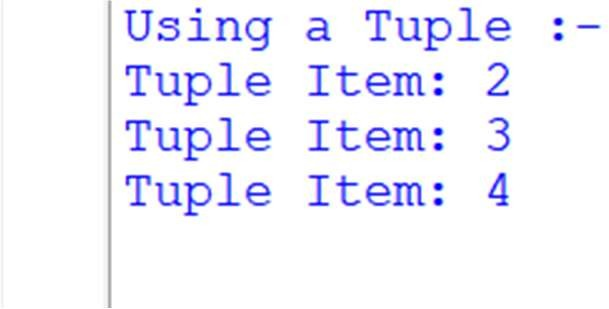 Using a Tuple :-
Tuple Item: 2
Tuple Item: 3
Tuple Item: 4